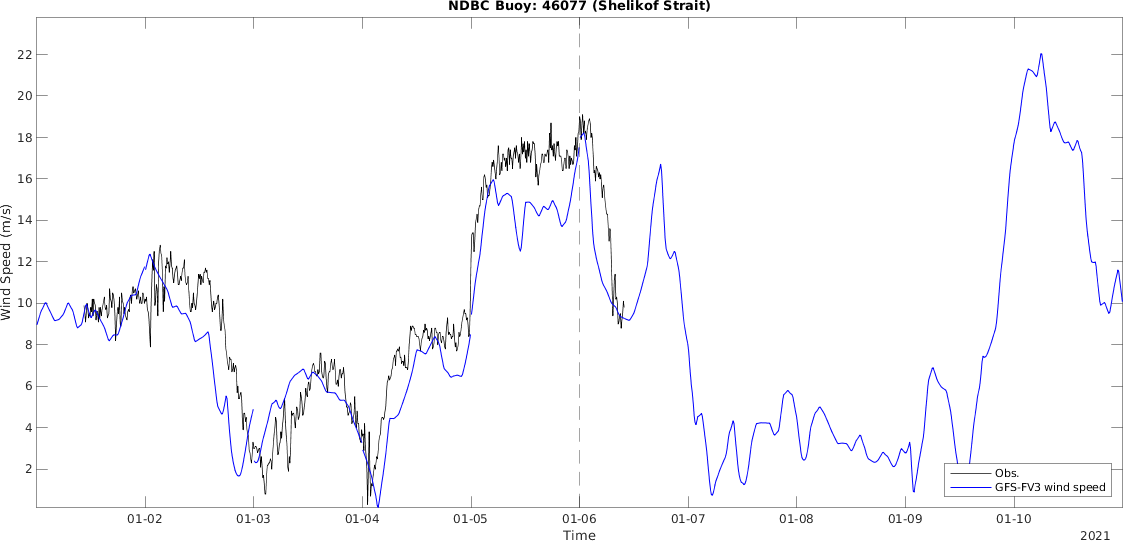 NDBC Buoy: 46077 (Shelikof Strait)
22
20
18
16
14
12
10
8
6
4
2
Wind Speed (m/s)
Obs.
GFS-FV3 wind speed
01-02 01-03 01-04 01-05 01-06 01-07 01-08 01-09 01-10
Time
2021